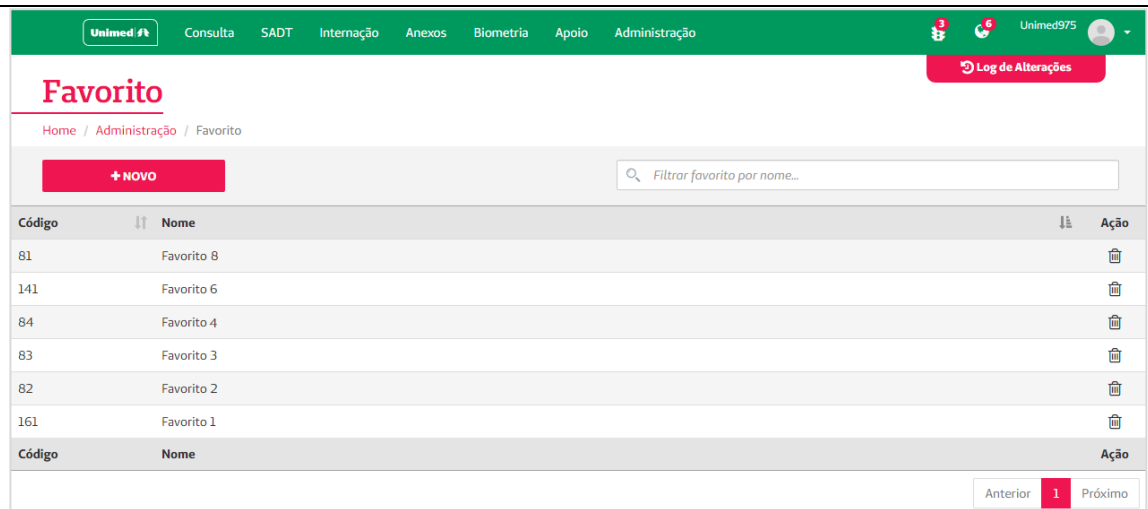 Unimed Consulta SADT Internação Anexos Biometria Apoio Administração 3 6 Unimed975
Log de Alterações
Favorito
Home / Administração / Favorito
+ NOVO Filtrar favorito por nome...
Código Nome Ação
81 Favorito 8
141 Favorito 6
84 Favorito 4
83 Favorito 3
82 Favorito 2
161 Favorito 1
Código Nome Ação
Anterior 1 Próximo